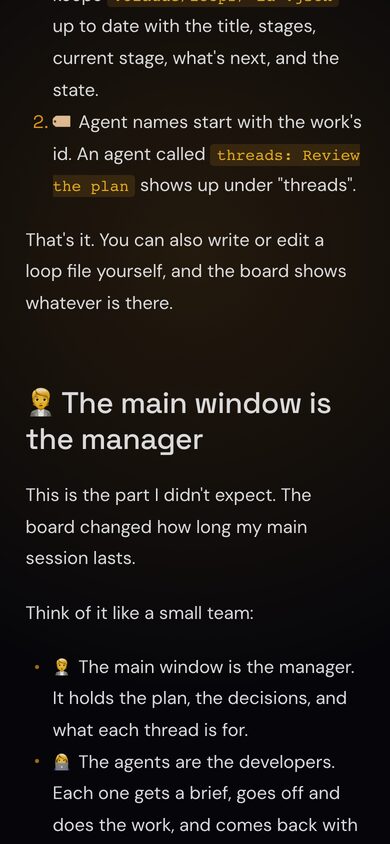 up to date with the title, stages,
current stage, what's next, and the
state.
2. 🏷️ Agent names start with the work's
id. An agent called threads: Review
the plan shows up under "threads".
That's it. You can also write or edit a
loop file yourself, and the board shows
whatever is there.
🧑‍💼 The main window is
the manager
This is the part I didn't expect. The
board changed how long my main
session lasts.
Think of it like a small team:
• 🧑‍💼 The main window is the manager.
It holds the plan, the decisions, and
what each thread is for.
• 🧑‍💻 The agents are the developers.
Each one gets a brief, goes off and
does the work, and comes back with